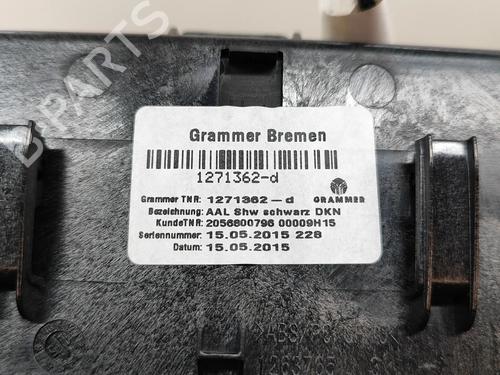 B-PARTS
Grammer Bremen
1271362-d
Grammer TNR: 1271362-d
GRAMMER
Bezeichnung: AAL Shw schwarz DKN
KundeTNR: 2056800796 00009H15
Seriennummer: 15.05.2015 228
Datum: 15.05.2015